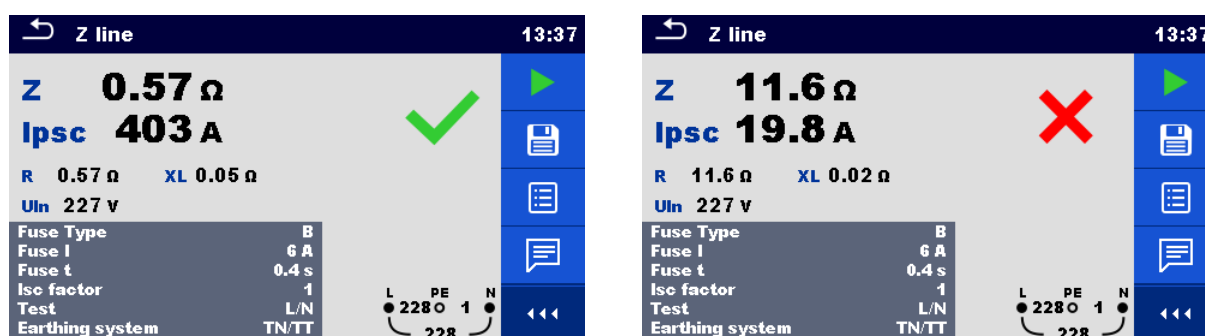 Z line 13:37
Z 0.57 Ω
Ipsc 403 A
R 0.57 Ω XL 0.05 Ω
Uln 227 V
Fuse Type B
Fuse I 6 A
Fuse t 0.4 s
Isc factor 1
Test L/N
Earthing system TN/TT
L PE N
228 1
228
Z line 13:37
Z 11.6 Ω
Ipsc 19.8 A
R 11.6 Ω XL 0.02 Ω
Uln 227 V
Fuse Type B
Fuse I 6 A
Fuse t 0.4 s
Isc factor 1
Test L/N
Earthing system TN/TT
L PE N
228 1
228